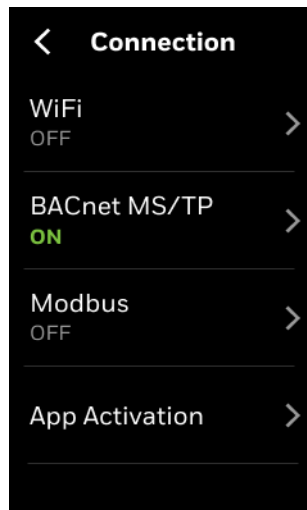 Connection
WiFi
OFF
BACnet MS/TP
ON
Modbus
OFF
App Activation